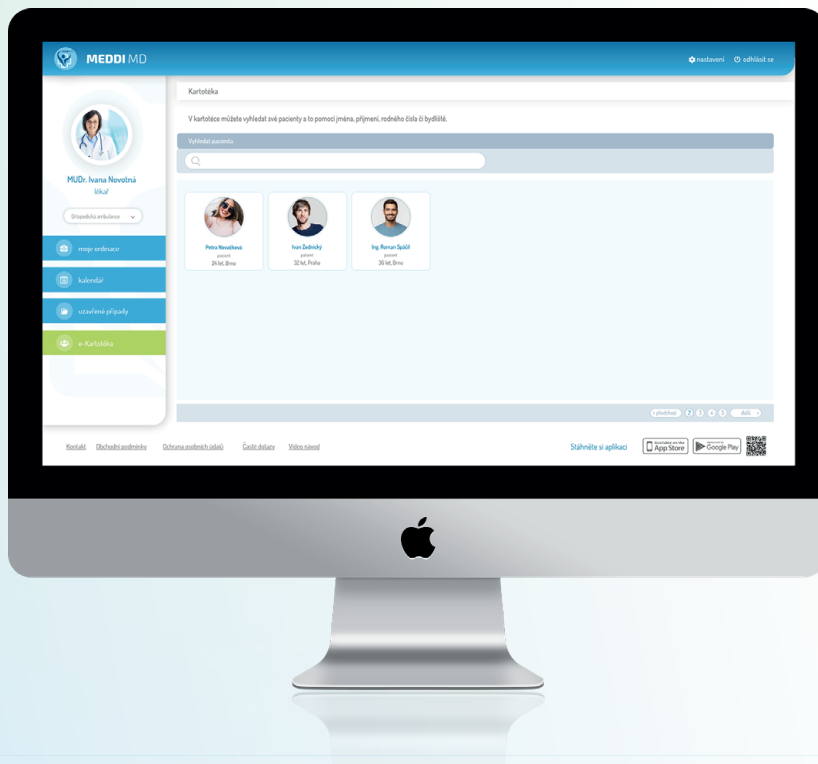 MEDDI MD
nastavení
odhlásit se
MUDr. Ivana Novotná
lékař
Ortopedická ambulance
moje ordinace
kalendář
uzavřené případy
e-Kartotéka
Kartotéka
V kartotéce můžete vyhledat své pacienty a to pomoci jména, příjmení, rodného čísla či bydliště.
Vyhledat pacienta
Petra Nováčková
pacient
24 let, Brno
Ivan Zednický
pacient
32 let, Praha
Ing. Roman Spáčil
pacient
36 let, Brno
‹ předchozí 2 3 4 5 další ›
Kontakt Obchodní podmínky Ochrana osobních údajů Časté dotazy Video návod
Stáhněte si aplikaci
App Store
Google Play